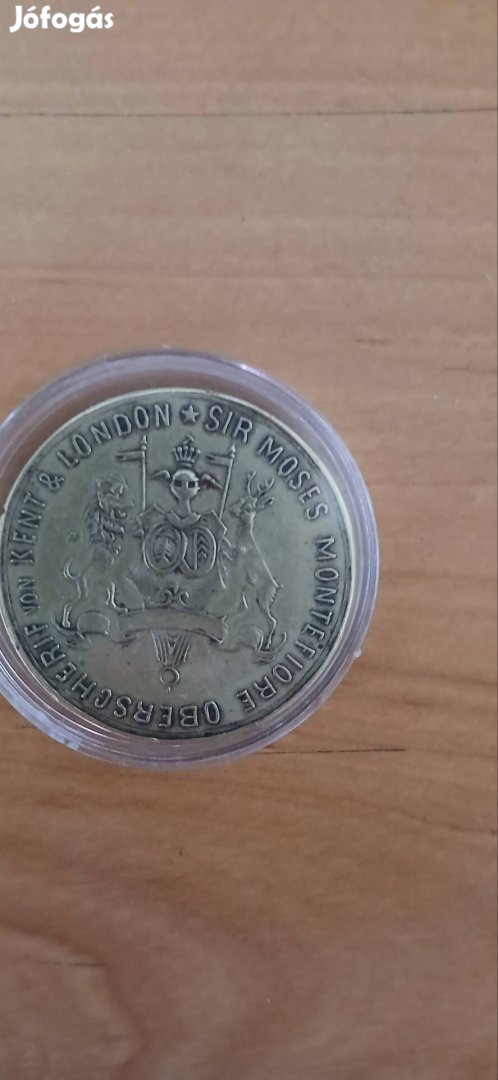 Jófogás
★ SIR MOSES MONTEFIORE OBERSCHERIF VON KENT & LONDON